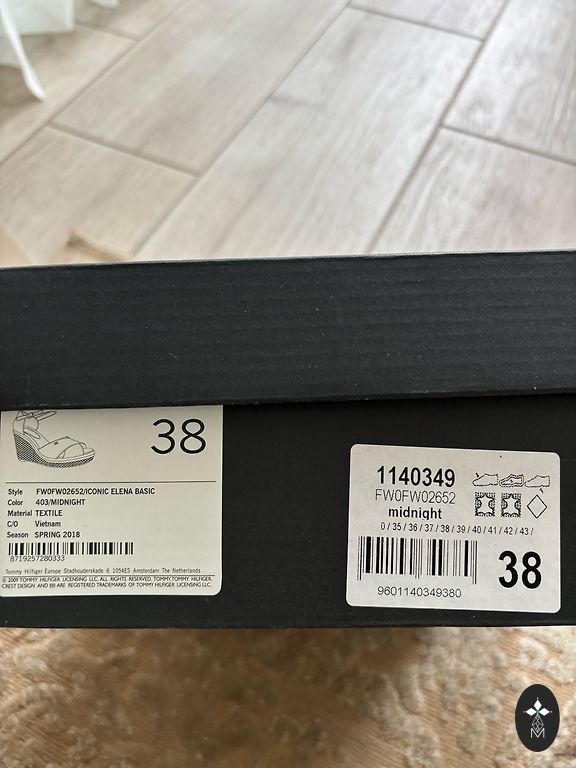 38
Style FW0FW02652/ICONIC ELENA BASIC
Color 403/MIDNIGHT
Material TEXTILE
C/O Vietnam
Season SPRING 2018
8719257280333
Tommy Hilfiger Europe Stadhouderskade 6 1054ES Amsterdam The Netherlands
© 2009 TOMMY HILFIGER LICENSING LLC. ALL RIGHTS RESERVED, TOMMY,TOMMY HILFIGER,
CREST DESIGN AND ARE REGISTERED TRADEMARKS OF TOMMY HILFIGER LICENSING LLC.
1140349
FW0FW02652
midnight
0 / 35 / 36 / 37 / 38 / 39 / 40 / 41 / 42 / 43 /
38
9601140349380
M